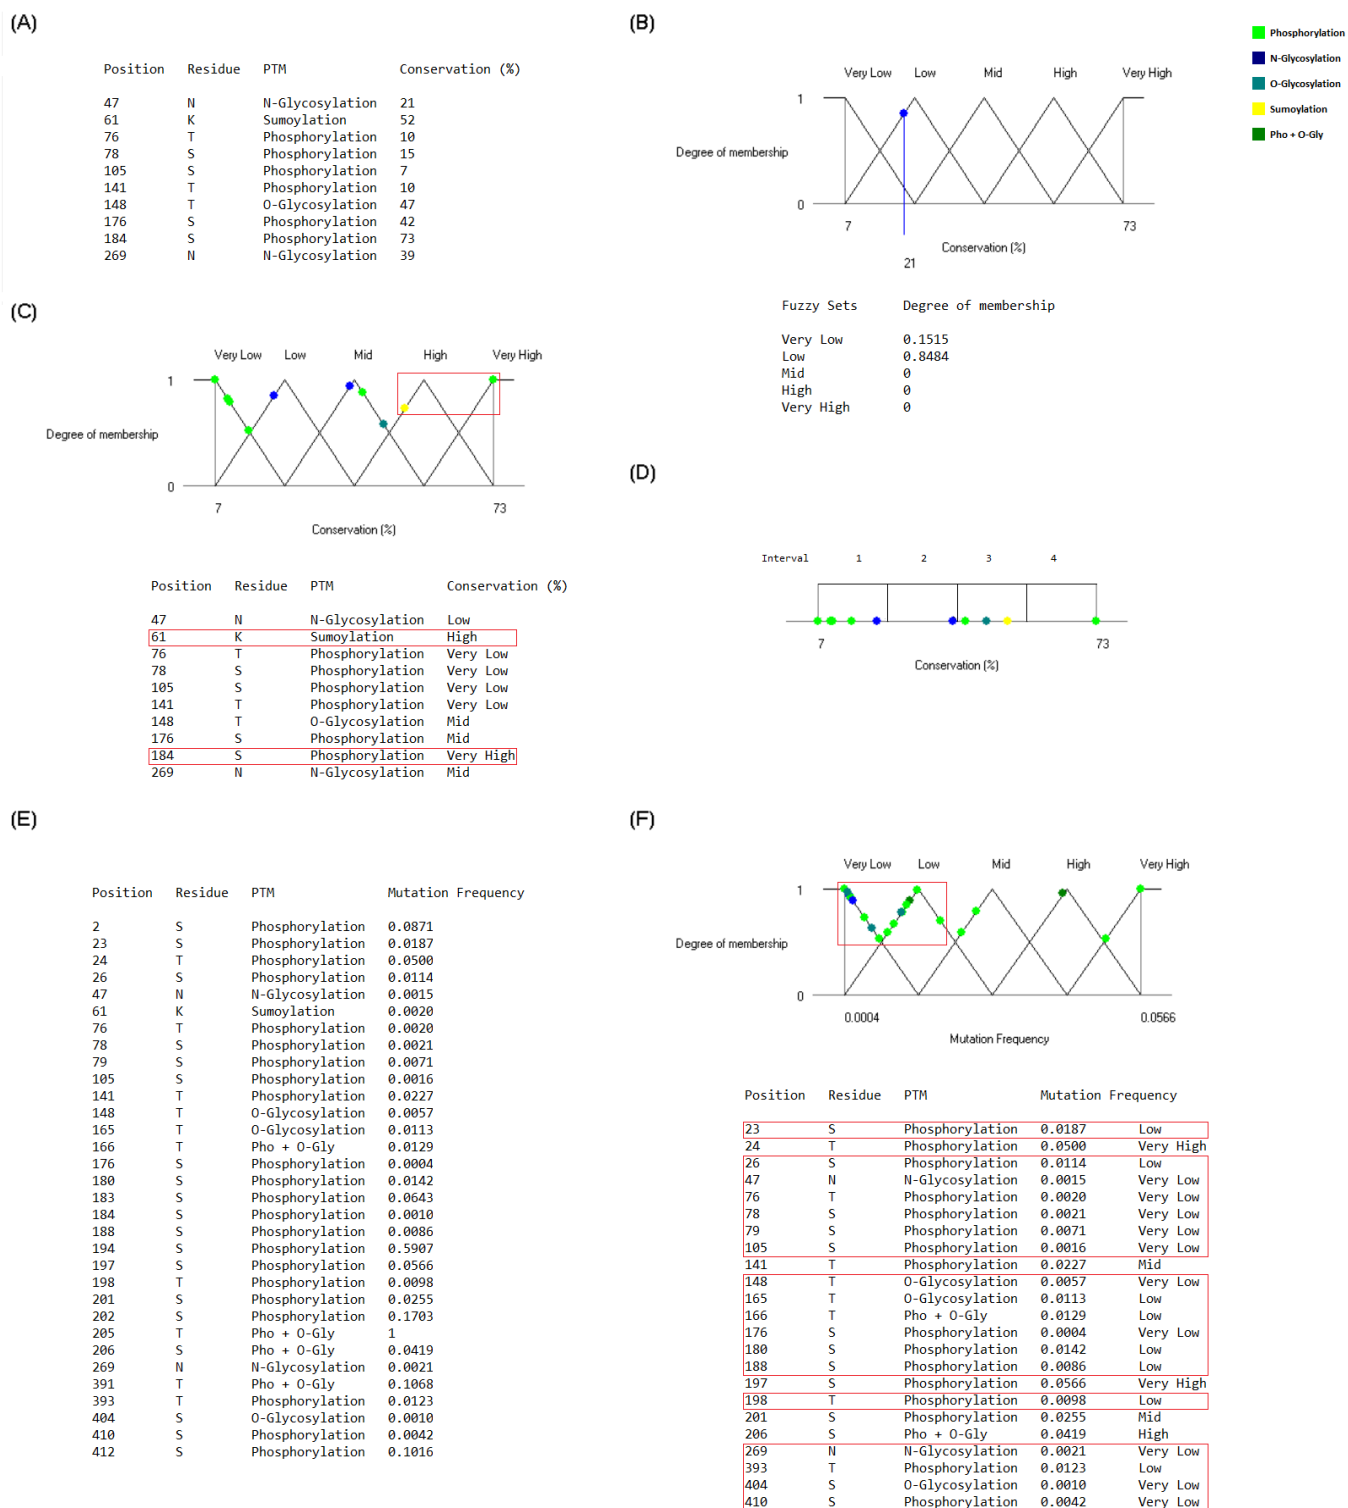 (A)
Position Residue PTM Conservation (%)
47 N N-Glycosylation 21
61 K Sumoylation 52
76 T Phosphorylation 10
78 S Phosphorylation 15
105 S Phosphorylation 7
141 T Phosphorylation 10
148 T O-Glycosylation 47
176 S Phosphorylation 42
184 S Phosphorylation 73
269 N N-Glycosylation 39
(B)
Very Low Low Mid High Very High
1
Degree of membership
0
7 73
Conservation (%)
21
Fuzzy Sets Degree of membership
Very Low 0.1515
Low 0.8484
Mid 0
High 0
Very High 0
Phosphorylation
N-Glycosylation
O-Glycosylation
Sumoylation
Pho + O-Gly
(C)
Very Low Low Mid High Very High
1
Degree of membership
0
7 73
Conservation (%)
Position Residue PTM Conservation (%)
47 N N-Glycosylation Low
61 K Sumoylation High
76 T Phosphorylation Very Low
78 S Phosphorylation Very Low
105 S Phosphorylation Very Low
141 T Phosphorylation Very Low
148 T O-Glycosylation Mid
176 S Phosphorylation Mid
184 S Phosphorylation Very High
269 N N-Glycosylation Mid
(D)
Interval 1 2 3 4
7 73
Conservation (%)
(E)
Position Residue PTM Mutation Frequency
2 S Phosphorylation 0.0871
23 S Phosphorylation 0.0187
24 T Phosphorylation 0.0500
26 S Phosphorylation 0.0114
47 N N-Glycosylation 0.0015
61 K Sumoylation 0.0020
76 T Phosphorylation 0.0020
78 S Phosphorylation 0.0021
79 S Phosphorylation 0.0071
105 S Phosphorylation 0.0016
141 T Phosphorylation 0.0227
148 T O-Glycosylation 0.0057
165 T O-Glycosylation 0.0113
166 T Pho + O-Gly 0.0129
176 S Phosphorylation 0.0004
180 S Phosphorylation 0.0142
183 S Phosphorylation 0.0643
184 S Phosphorylation 0.0010
188 S Phosphorylation 0.0086
194 S Phosphorylation 0.5907
197 S Phosphorylation 0.0566
198 T Phosphorylation 0.0098
201 S Phosphorylation 0.0255
202 S Phosphorylation 0.1703
205 T Pho + O-Gly 1
206 S Pho + O-Gly 0.0419
269 N N-Glycosylation 0.0021
391 T Pho + O-Gly 0.1068
393 T Phosphorylation 0.0123
404 S O-Glycosylation 0.0010
410 S Phosphorylation 0.0042
412 S Phosphorylation 0.1016
(F)
Very Low Low Mid High Very High
1
Degree of membership
0
0.0004 0.0566
Mutation Frequency
Position Residue PTM Mutation Frequency
23 S Phosphorylation 0.0187 Low
24 T Phosphorylation 0.0500 Very High
26 S Phosphorylation 0.0114 Low
47 N N-Glycosylation 0.0015 Very Low
76 T Phosphorylation 0.0020 Very Low
78 S Phosphorylation 0.0021 Very Low
79 S Phosphorylation 0.0071 Very Low
105 S Phosphorylation 0.0016 Very Low
141 T Phosphorylation 0.0227 Mid
148 T O-Glycosylation 0.0057 Very Low
165 T O-Glycosylation 0.0113 Low
166 T Pho + O-Gly 0.0129 Low
176 S Phosphorylation 0.0004 Very Low
180 S Phosphorylation 0.0142 Low
188 S Phosphorylation 0.0086 Low
197 S Phosphorylation 0.0566 Very High
198 T Phosphorylation 0.0098 Low
201 S Phosphorylation 0.0255 Mid
206 S Pho + O-Gly 0.0419 High
269 N N-Glycosylation 0.0021 Very Low
393 T Phosphorylation 0.0123 Low
404 S O-Glycosylation 0.0010 Very Low
410 S Phosphorylation 0.0042 Very Low